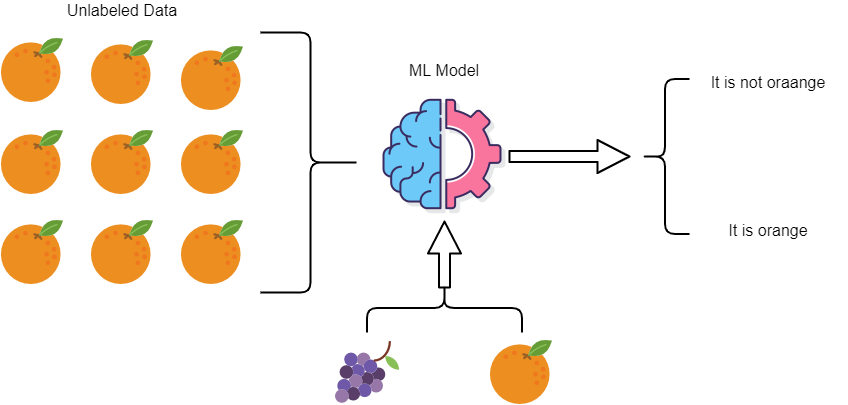 Unlabeled Data
ML Model
It is not oraange
It is orange